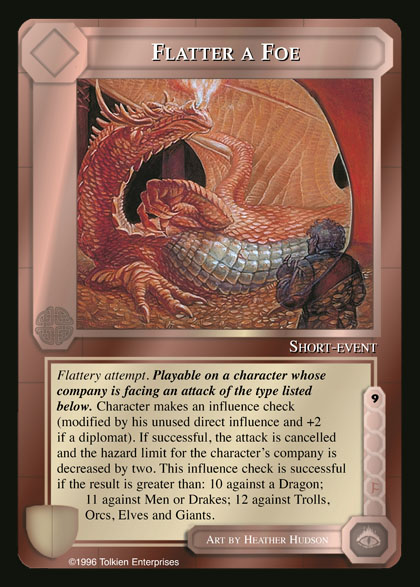 FLATTER A FOE
SHORT-EVENT
Flattery attempt. Playable on a character whose
company is facing an attack of the type listed
below. Character makes an influence check
(modified by his unused direct influence and +2
if a diplomat). If successful, the attack is cancelled
and the hazard limit for the character's company is
decreased by two. This influence check is successful
if the result is greater than: 10 against a Dragon;
11 against Men or Drakes; 12 against Trolls,
Orcs, Elves and Giants.
9
ART BY HEATHER HUDSON
©1996 Tolkien Enterprises